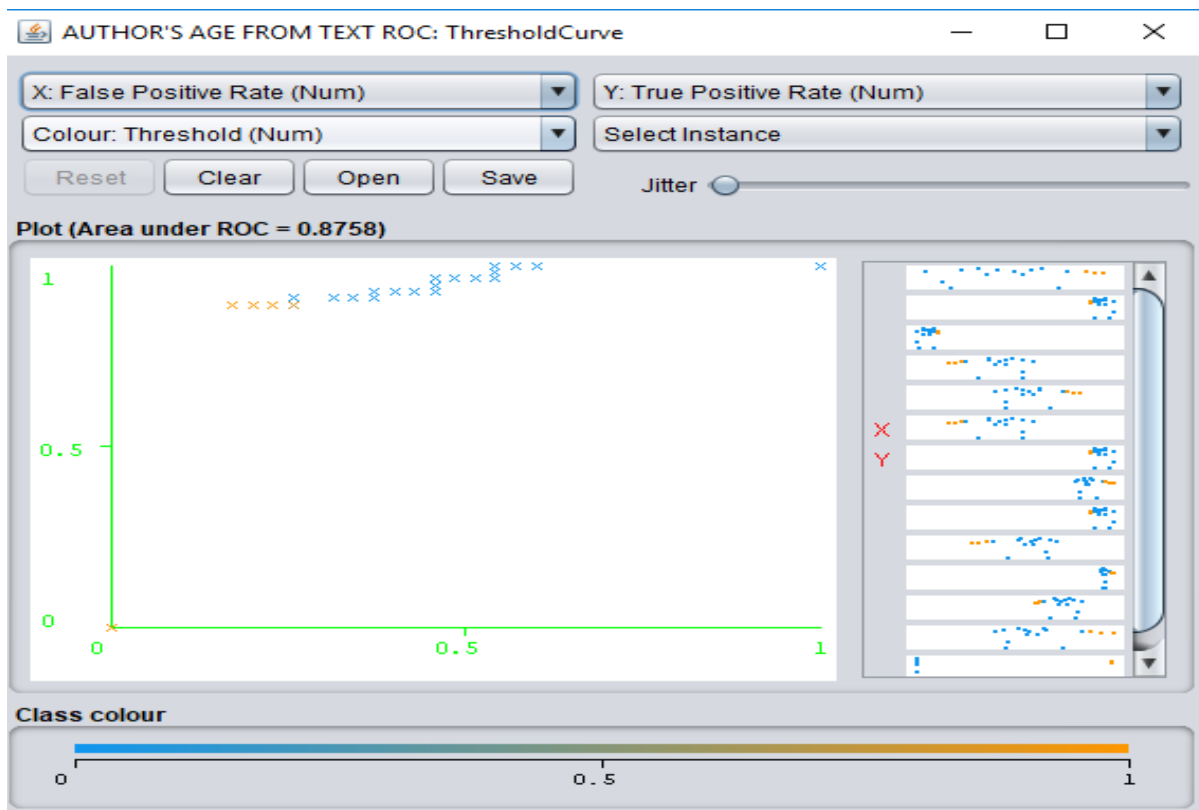 AUTHOR'S AGE FROM TEXT ROC: ThresholdCurve
X: False Positive Rate (Num)
Y: True Positive Rate (Num)
Colour: Threshold (Num)
Select Instance
Reset
Clear
Open
Save
Jitter
Plot (Area under ROC = 0.8758)
1
0.5
0
0
0.5
1
X
Y
Class colour
0
0.5
1